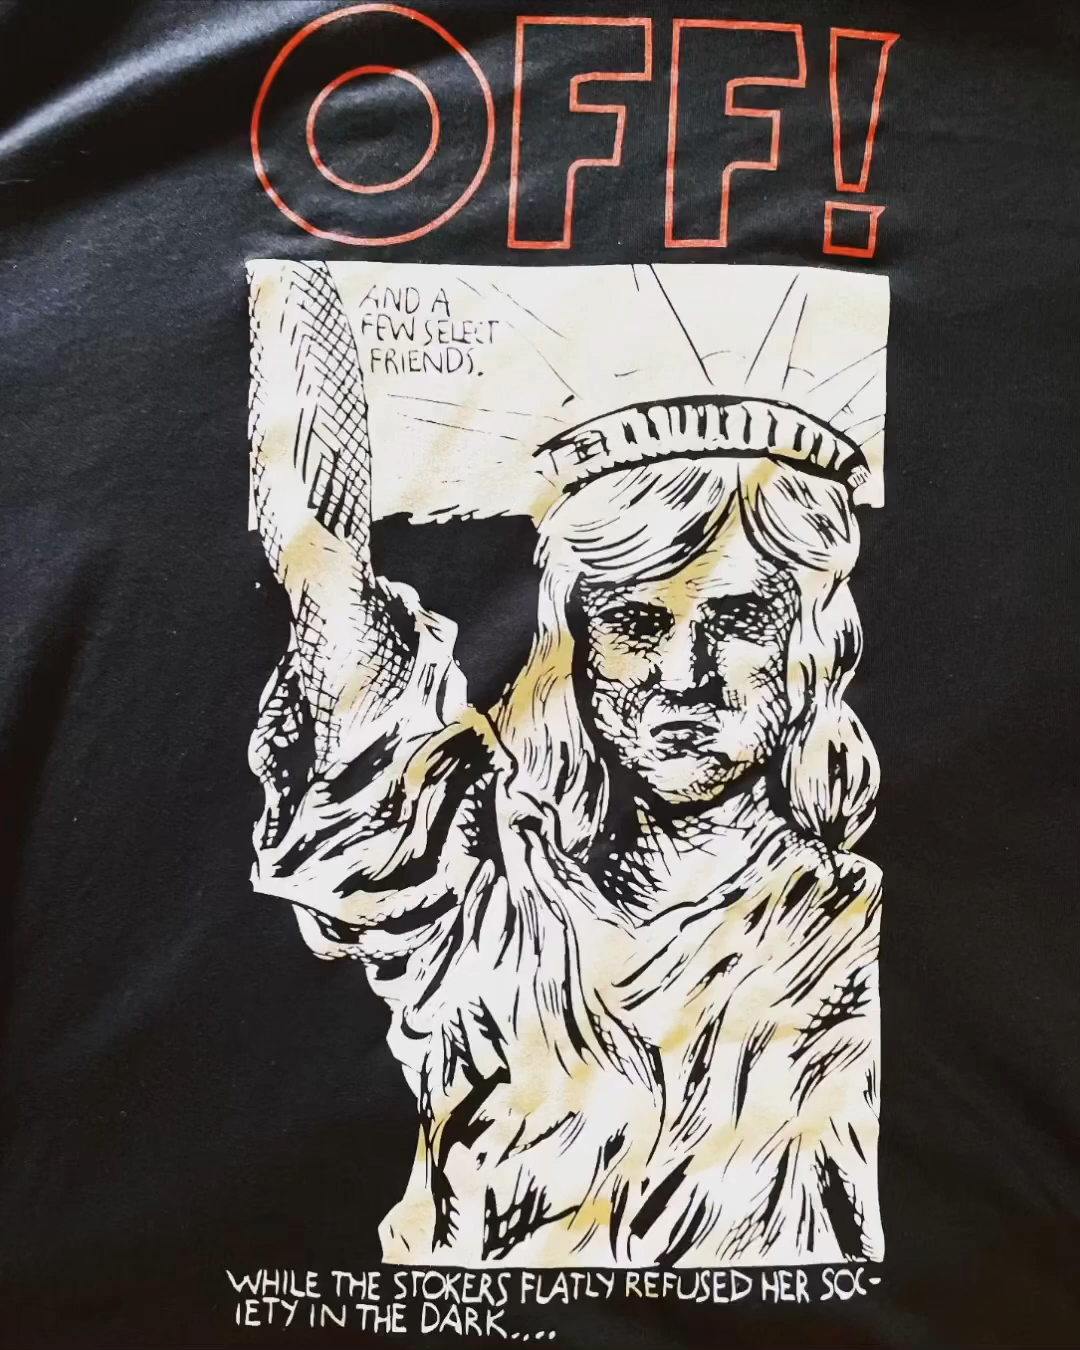 OFF!
AND A
FEW SELECT
FRIENDS.
WHILE THE STOKERS FLATLY REFUSED HER SOC-
IETY IN THE DARK....